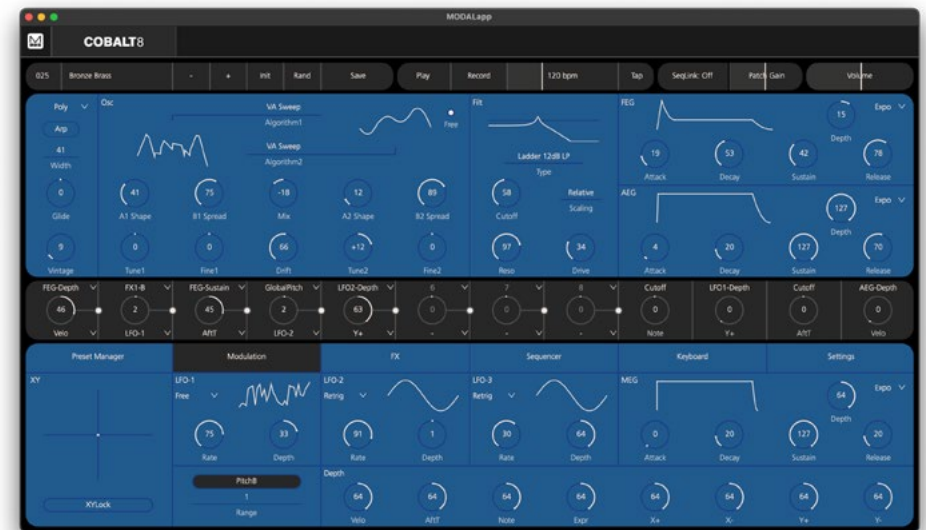 MODALapp
M
COBALT8
025 Bronze Brass - + Init Rand Save Play Record 120 bpm Tap SeqLink: Off Patch Gain Volume
Poly Osc VA Sweep Free Filt FEG 15 Expo
Algorithm1 Depth
Arp VA Sweep Ladder 12dB LP
Algorithm2 Type
41 19 53 42 78
Width Attack Decay Sustain Release
0 41 75 -18 12 89 58 Relative AEG 127 Expo
Glide A1 Shape B1 Spread Mix A2 Shape B2 Spread Cutoff Scaling Depth
9 0 0 66 +12 0 97 34 4 20 127 70
Vintage Tune1 Fine1 Drift Tune2 Fine2 Reso Drive Attack Decay Sustain Release
FEG-Depth FX1-B FEG-Sustain GlobalPitch LFO2-Depth 6 7 8 Cutoff LFO1-Depth Cutoff AEG-Depth
46 2 45 2 63 0 0 0 0 0 0 0
Velo LFO-1 AftT LFO-2 Y+ - - - Note Y+ AftT Velo
Preset Manager Modulation FX Sequencer Keyboard Settings
XY LFO-1 LFO-2 LFO-3 MEG 64 Expo
Free Retrig Retrig Depth
75 33 91 1 30 64 0 20 127 20
Rate Depth Rate Depth Rate Depth Attack Decay Sustain Release
PitchB Depth
1 64 64 64 64 64 64 64 64
XYLock Range Velo AftT Note Expr X+ X- Y+ Y-